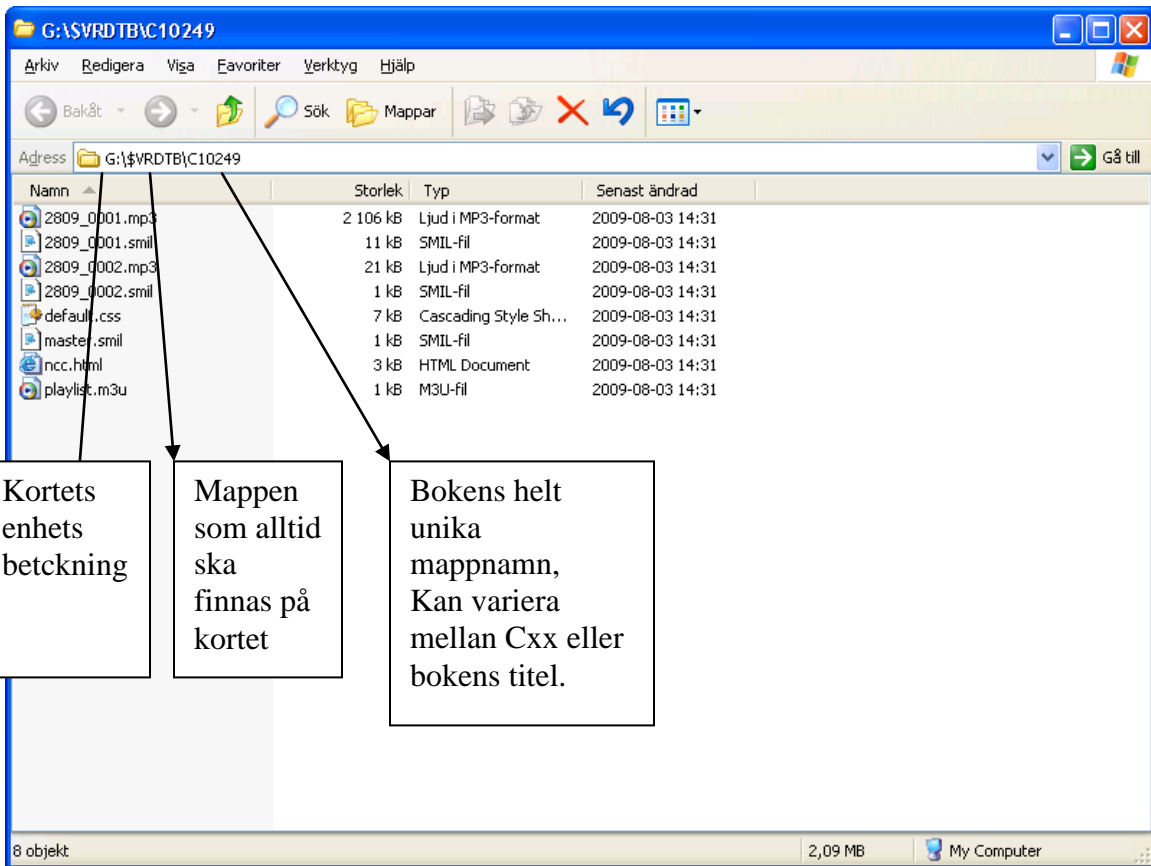 G:\$VRDTB\C10249
Arkiv Redigera Visa Favoriter Verktyg Hjälp
Bakåt Sök Mappar
Adress G:\$VRDTB\C10249 Gå till
Namn Storlek Typ Senast ändrad
2809_0001.mp3 2 106 kB Ljud i MP3-format 2009-08-03 14:31
2809_0001.smil 11 kB SMIL-fil 2009-08-03 14:31
2809_0002.mp3 21 kB Ljud i MP3-format 2009-08-03 14:31
2809_0002.smil 1 kB SMIL-fil 2009-08-03 14:31
default.css 7 kB Cascading Style Sh... 2009-08-03 14:31
master.smil 1 kB SMIL-fil 2009-08-03 14:31
ncc.html 3 kB HTML Document 2009-08-03 14:31
playlist.m3u 1 kB M3U-fil 2009-08-03 14:31
Kortets
enhets
betckning
Mappen
som alltid
ska
finnas på
kortet
Bokens helt
unika
mappnamn,
Kan variera
mellan Cxx eller
bokens titel.
8 objekt 2,09 MB My Computer